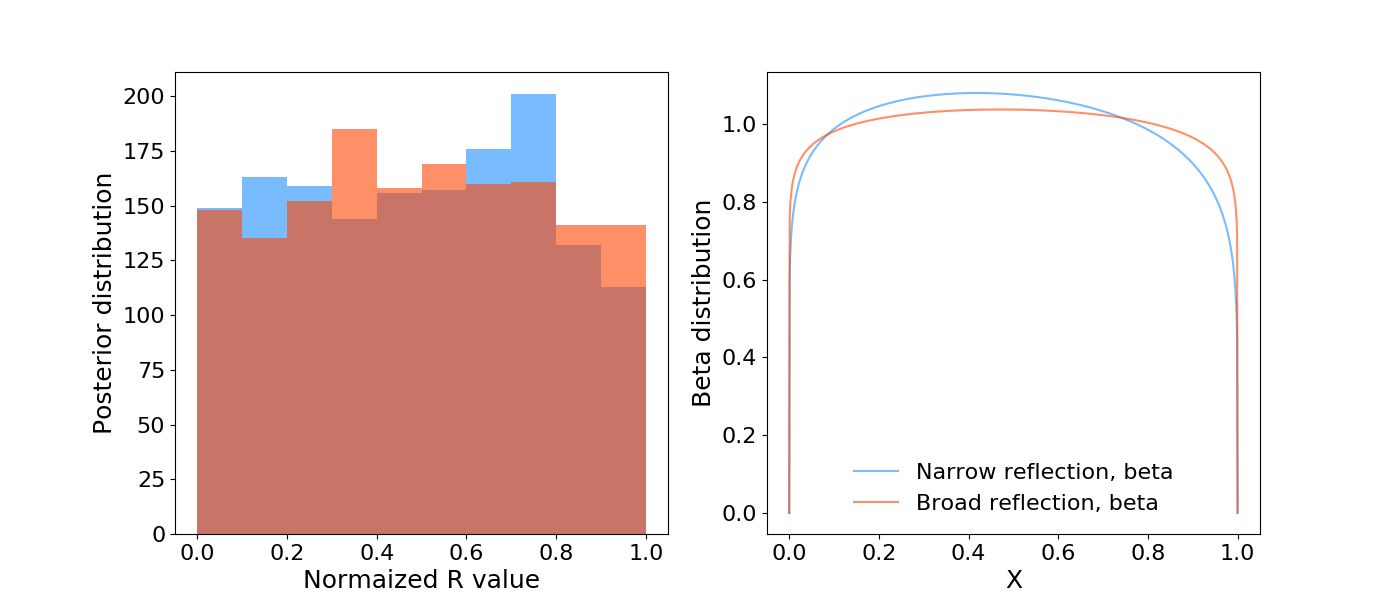 Posterior distribution
200
175
150
125
100
75
50
25
0
0.0 0.2 0.4 0.6 0.8 1.0
Normaized R value
Beta distribution
1.0
0.8
0.6
0.4
0.2
0.0
Narrow reflection, beta
Broad reflection, beta
0.0 0.2 0.4 0.6 0.8 1.0
X